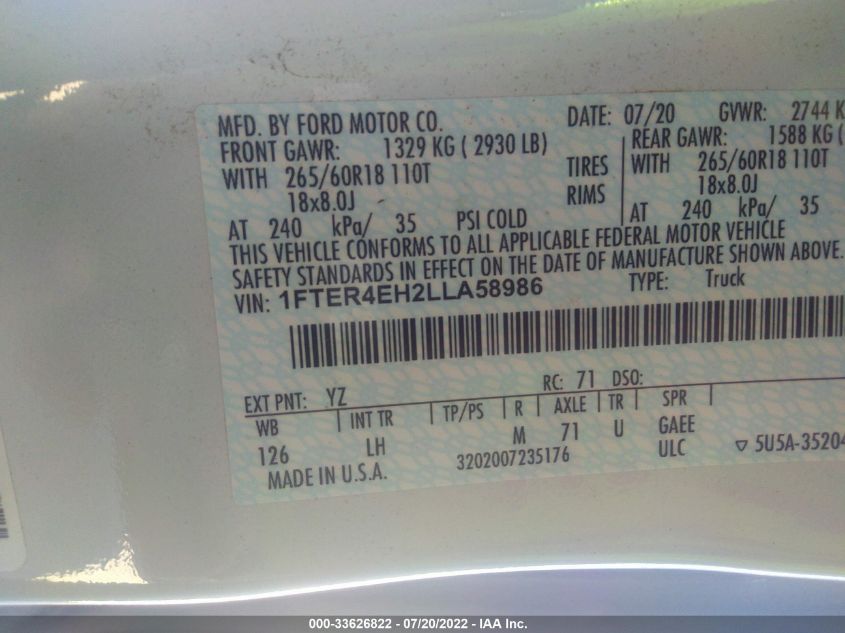 MFD. BY FORD MOTOR CO. DATE: 07/20 GVWR: 2744 K
FRONT GAWR: 1329 KG ( 2930 LB) REAR GAWR: 1588 KG (
WITH 265/60R18 110T TIRES WITH 265/60R18 110T
18x8.0J RIMS 18x8.0J
AT 240 kPa/ 35 PSI COLD AT 240 kPa/ 35
THIS VEHICLE CONFORMS TO ALL APPLICABLE FEDERAL MOTOR VEHICLE
SAFETY STANDARDS IN EFFECT ON THE DATE OF MANUFACTURE SHOWN ABOVE.
VIN: 1FTER4EH2LLA58986 TYPE: Truck
EXT PNT: YZ RC: 71 DSO:
WB INT TR TP/PS R AXLE TR SPR
126 LH M 71 U GAEE
MADE IN U.S.A. 3202007235176 ULC ▽ 5U5A-35204
000-33626822 - 07/20/2022 - IAA Inc.